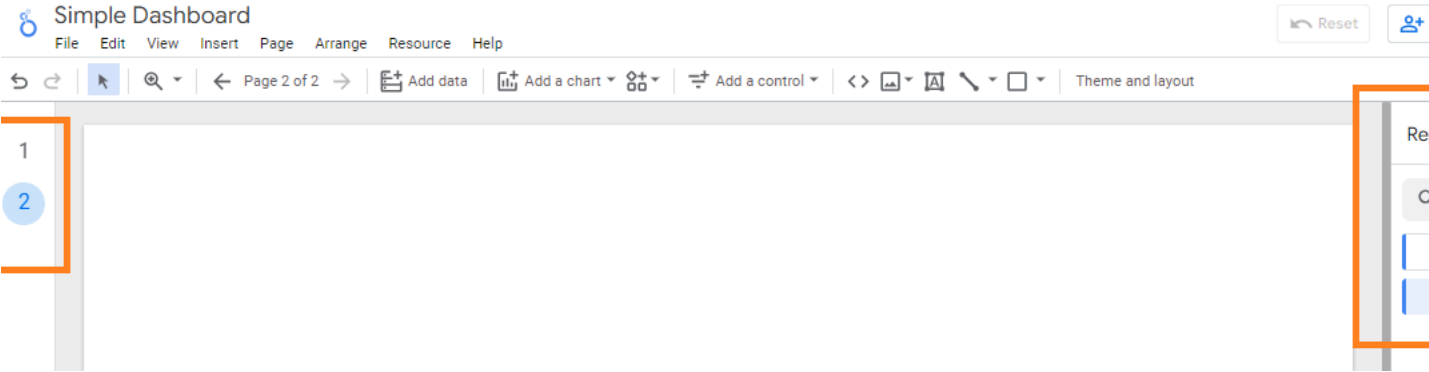 Simple Dashboard
File Edit View Insert Page Arrange Resource Help
Reset
Page 2 of 2 Add data Add a chart Add a control Theme and layout
1
2